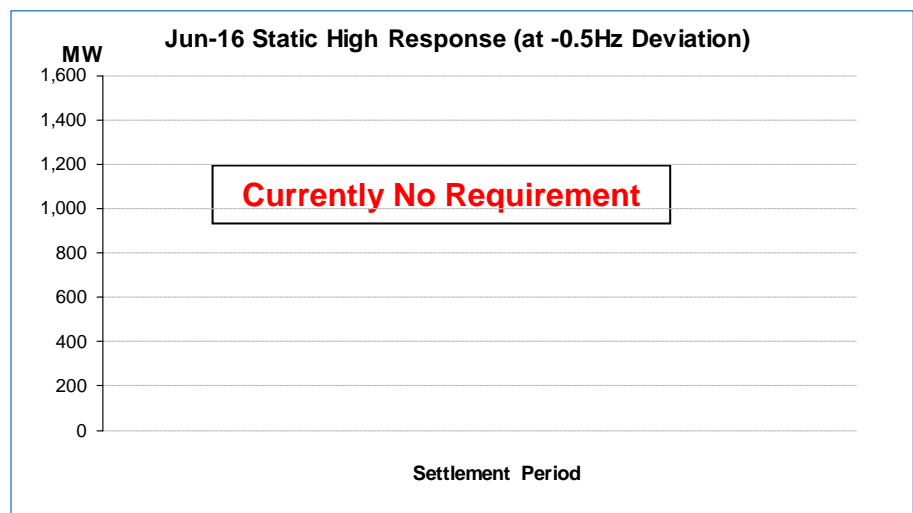 Jun-16 Static High Response (at -0.5Hz Deviation)
MW
1,600
1,400
1,200
1,000
800
600
400
200
0
Currently No Requirement
Settlement Period